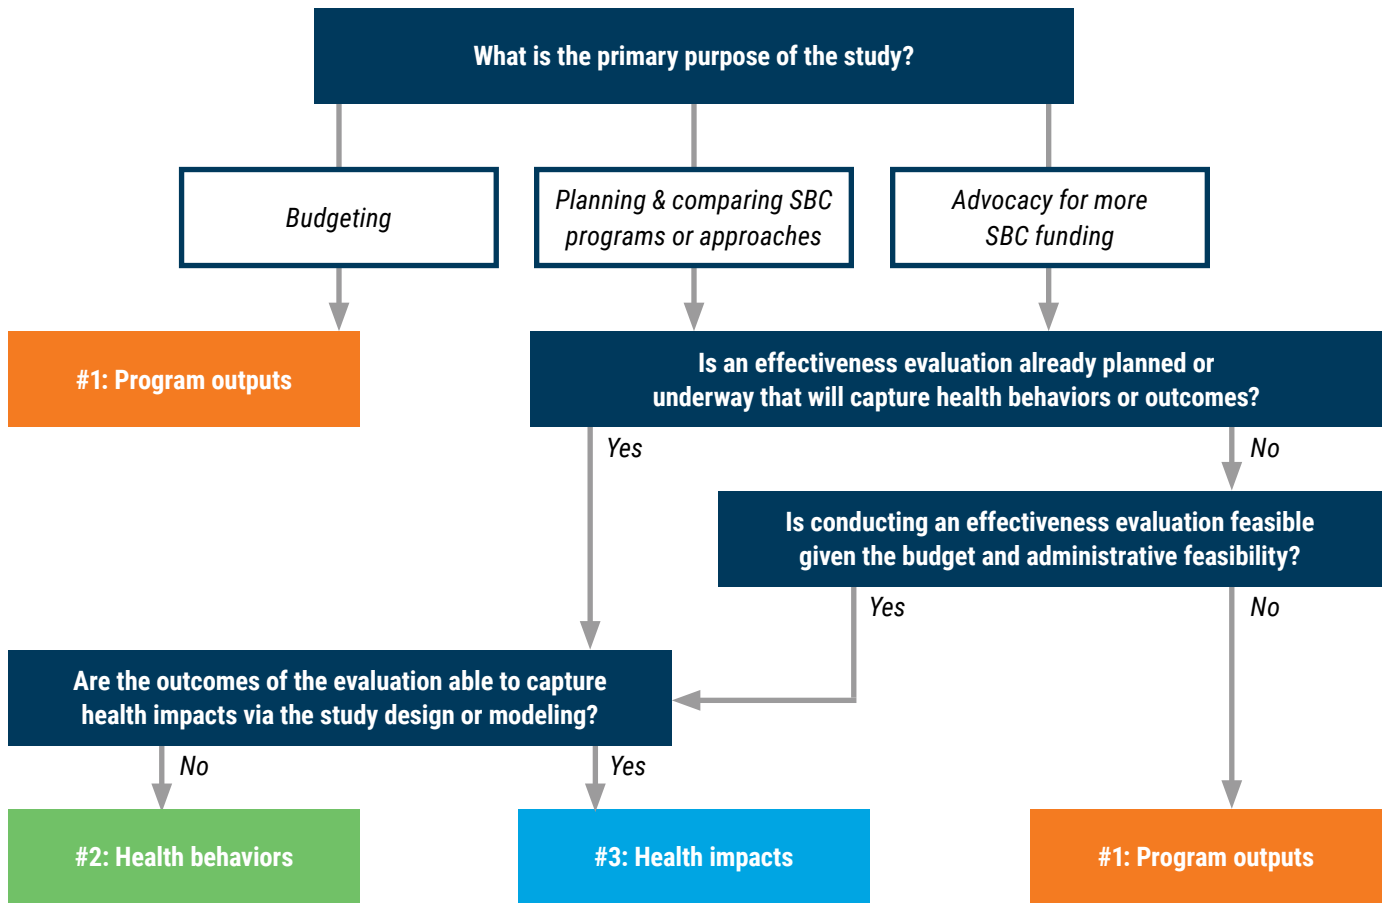 What is the primary purpose of the study?
Budgeting
Planning & comparing SBC
programs or approaches
Advocacy for more
SBC funding
#1: Program outputs
Is an effectiveness evaluation already planned or
underway that will capture health behaviors or outcomes?
Yes
No
Is conducting an effectiveness evaluation feasible
given the budget and administrative feasibility?
Yes
No
Are the outcomes of the evaluation able to capture
health impacts via the study design or modeling?
No
Yes
#2: Health behaviors
#3: Health impacts
#1: Program outputs